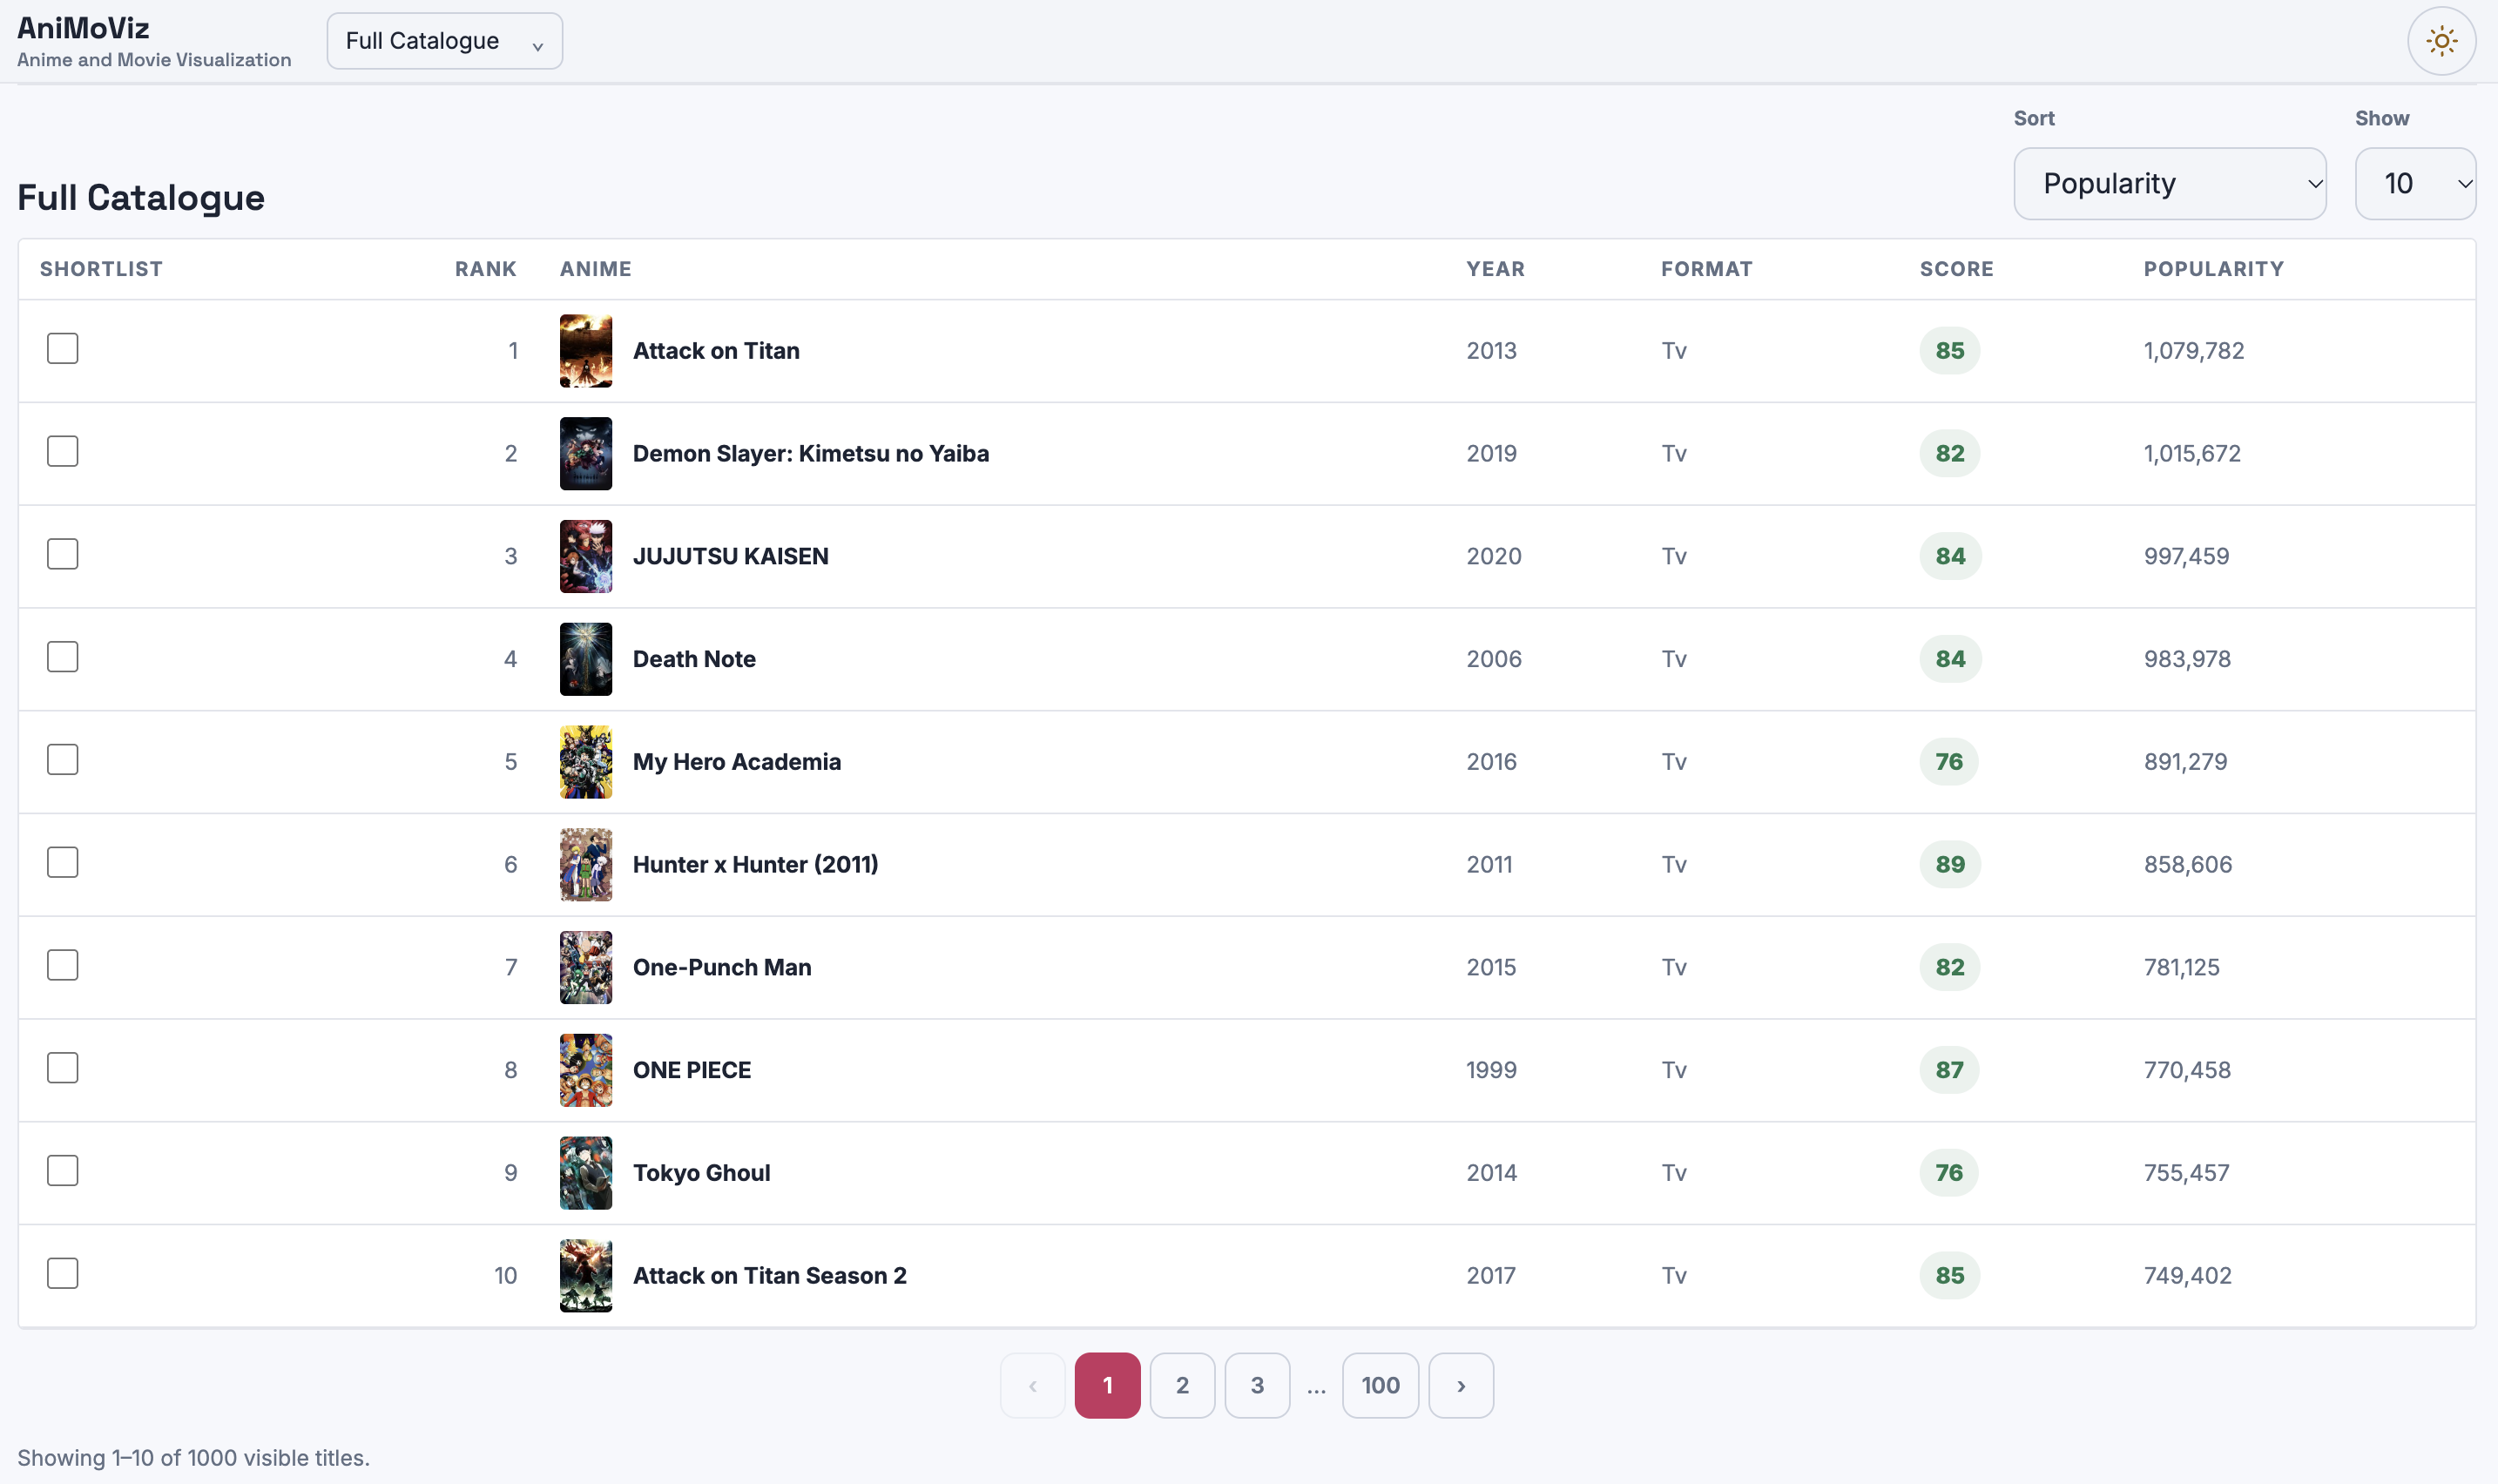 AniMoViz
Anime and Movie Visualization
Full Catalogue
Sort
Show
Full Catalogue
Popularity
10
SHORTLIST RANK ANIME YEAR FORMAT SCORE POPULARITY
1 Attack on Titan 2013 Tv 85 1,079,782
2 Demon Slayer: Kimetsu no Yaiba 2019 Tv 82 1,015,672
3 JUJUTSU KAISEN 2020 Tv 84 997,459
4 Death Note 2006 Tv 84 983,978
5 My Hero Academia 2016 Tv 76 891,279
6 Hunter x Hunter (2011) 2011 Tv 89 858,606
7 One-Punch Man 2015 Tv 82 781,125
8 ONE PIECE 1999 Tv 87 770,458
9 Tokyo Ghoul 2014 Tv 76 755,457
10 Attack on Titan Season 2 2017 Tv 85 749,402
‹ 1 2 3 ... 100 ›
Showing 1–10 of 1000 visible titles.